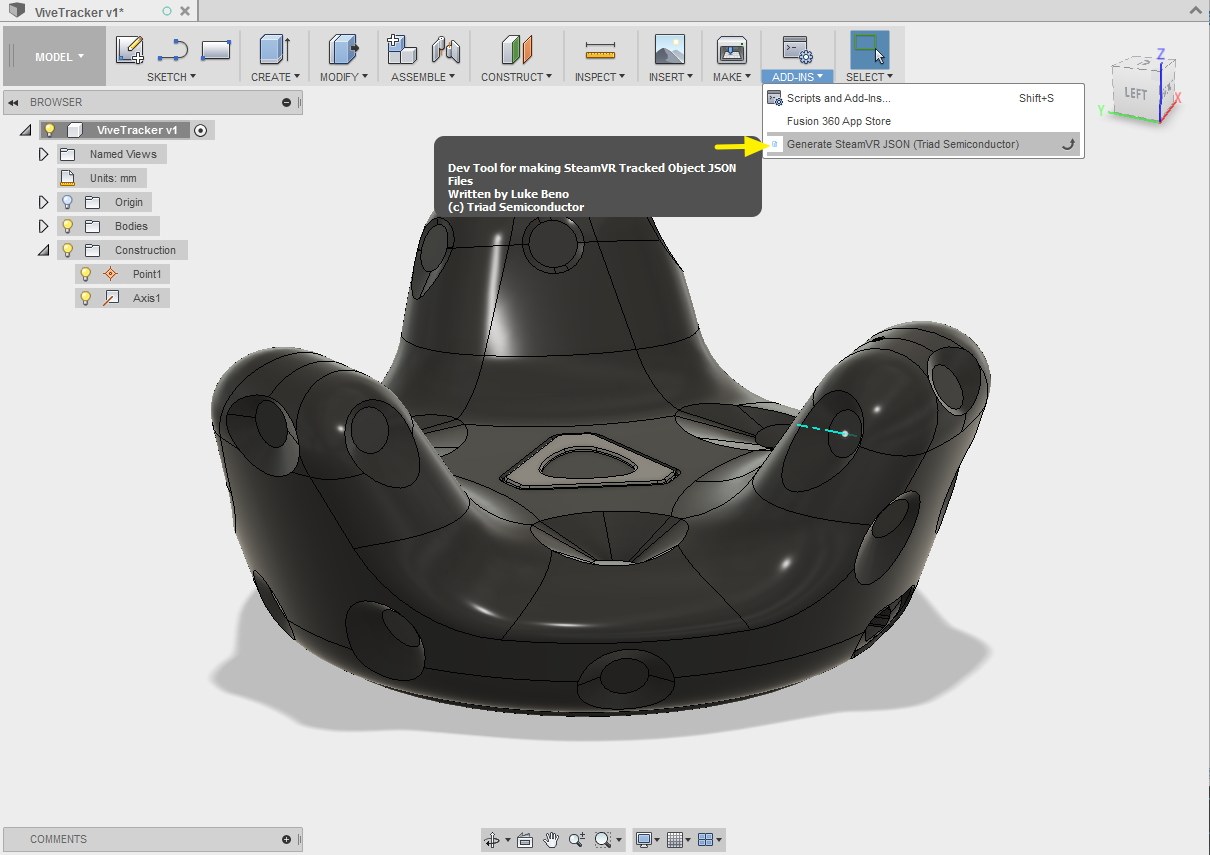 ViveTracker v1*
MODEL
SKETCH
CREATE
MODIFY
ASSEMBLE
CONSTRUCT
INSPECT
INSERT
MAKE
ADD-INS
SELECT
Scripts and Add-Ins... Shift+S
Fusion 360 App Store
Generate SteamVR JSON (Triad Semiconductor)
Dev Tool for making SteamVR Tracked Object JSON
Files
Written by Luke Beno
(c) Triad Semiconductor
BROWSER
ViveTracker v1
Named Views
Units: mm
Origin
Bodies
Construction
Point1
Axis1
Z
LEFT
Y
X
COMMENTS